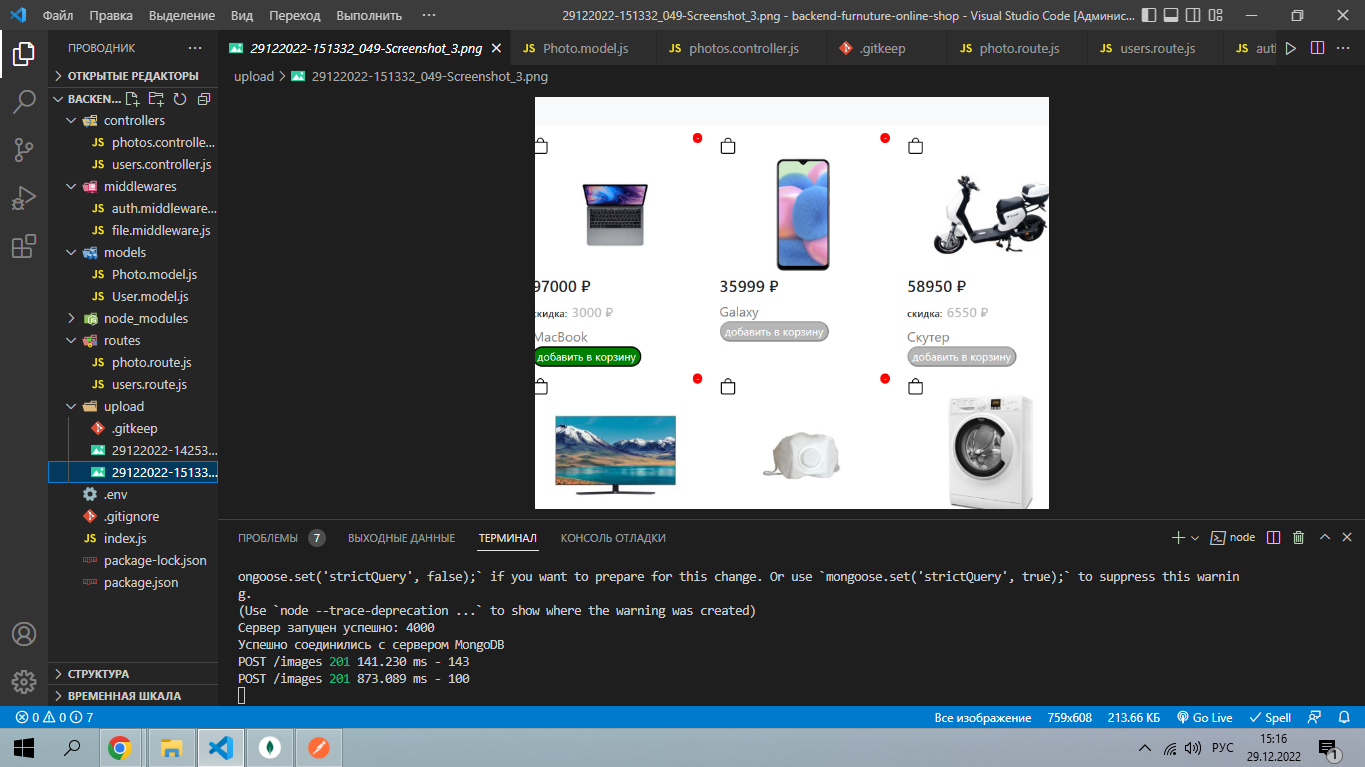 Файл Правка Выделение Вид Переход Выполнить ··· 29122022-151332_049-Screenshot_3.png - backend-furnuture-online-shop - Visual Studio Code [Админис...
ПРОВОДНИК ···
29122022-151332_049-Screenshot_3.png JS Photo.model.js JS photos.controller.js .gitkeep JS photo.route.js JS users.route.js JS aut
ОТКРЫТЫЕ РЕДАКТОРЫ
upload > 29122022-151332_049-Screenshot_3.png
BACKEN...
controllers
JS photos.controlle...
JS users.controller.js
middlewares
JS auth.middleware...
JS file.middleware.js
models
JS Photo.model.js
JS User.model.js
node_modules
routes
JS photo.route.js
JS users.route.js
upload
.gitkeep
29122022-14253...
29122022-15133...
.env
.gitignore
JS index.js
package-lock.json
package.json
СТРУКТУРА
ВРЕМЕННАЯ ШКАЛА
97000 ₽ 35999 ₽ 58950 ₽
скидка: 3000 ₽ Galaxy скидка: 6550 ₽
MacBook добавить в корзину Скутер
добавить в корзину добавить в корзину
ПРОБЛЕМЫ 7 ВЫХОДНЫЕ ДАННЫЕ ТЕРМИНАЛ КОНСОЛЬ ОТЛАДКИ node
ongoose.set('strictQuery', false);` if you want to prepare for this change. Or use `mongoose.set('strictQuery', true);` to suppress this warnin
g.
(Use `node --trace-deprecation ...` to show where the warning was created)
Сервер запущен успешно: 4000
Успешно соединились с сервером MongoDB
POST /images 201 141.230 ms - 143
POST /images 201 873.089 ms - 100
0 0 7 Все изображение 759x608 213.66 КБ Go Live Spell
РУС 15:16
29.12.2022 1